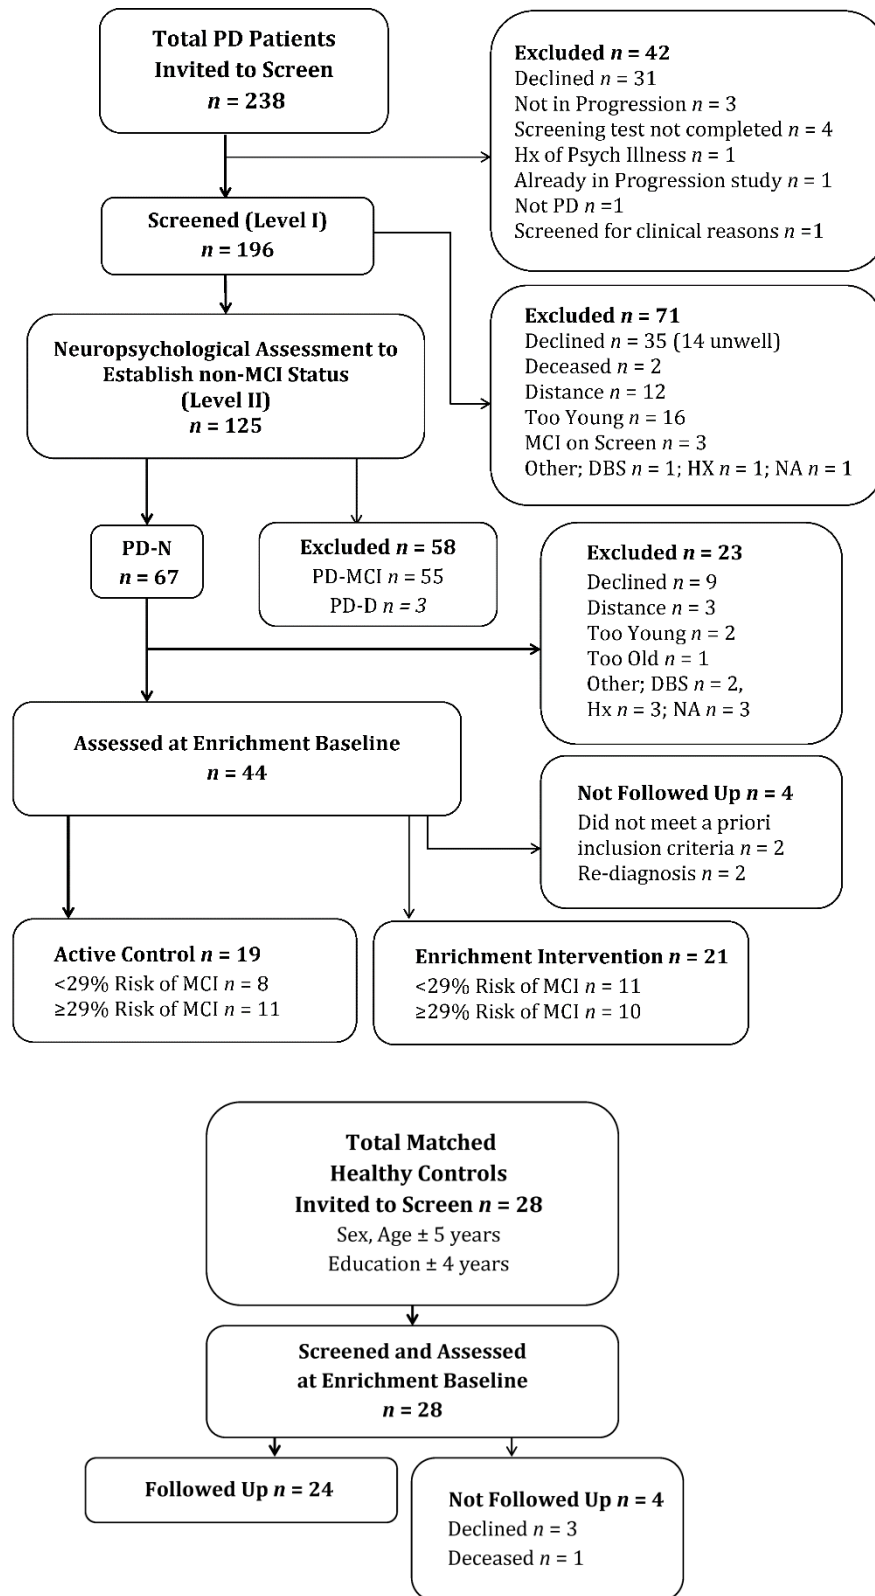 Total PD Patients
Invited to Screen
n = 238
Excluded n = 42
Declined n = 31
Not in Progression n = 3
Screening test not completed n = 4
Hx of Psych Illness n = 1
Already in Progression study n = 1
Not PD n =1
Screened for clinical reasons n =1
Screened (Level I)
n = 196
Excluded n = 71
Declined n = 35 (14 unwell)
Deceased n = 2
Distance n = 12
Too Young n = 16
MCI on Screen n = 3
Other; DBS n = 1; HX n = 1; NA n = 1
Neuropsychological Assessment to
Establish non-MCI Status
(Level II)
n = 125
PD-N
n = 67
Excluded n = 58
PD-MCI n = 55
PD-D n = 3
Excluded n = 23
Declined n = 9
Distance n = 3
Too Young n = 2
Too Old n = 1
Other; DBS n = 2,
Hx n = 3; NA n = 3
Assessed at Enrichment Baseline
n = 44
Not Followed Up n = 4
Did not meet a priori
inclusion criteria n = 2
Re-diagnosis n = 2
Active Control n = 19
<29% Risk of MCI n = 8
≥29% Risk of MCI n = 11
Enrichment Intervention n = 21
<29% Risk of MCI n = 11
≥29% Risk of MCI n = 10
Total Matched
Healthy Controls
Invited to Screen n = 28
Sex, Age ± 5 years
Education ± 4 years
Screened and Assessed
at Enrichment Baseline
n = 28
Followed Up n = 24
Not Followed Up n = 4
Declined n = 3
Deceased n = 1